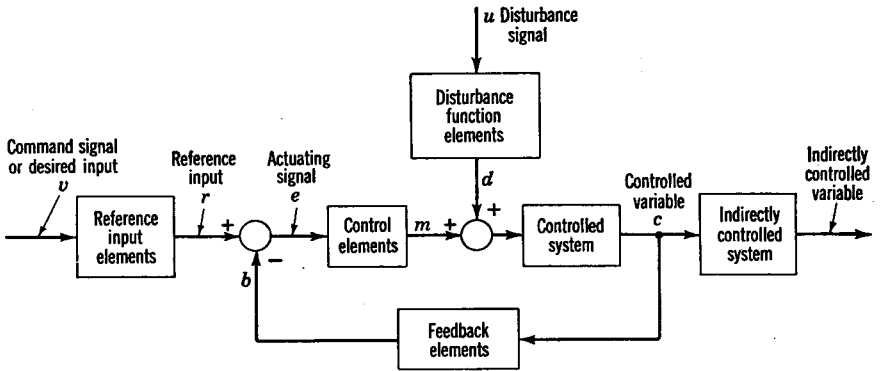 u Disturbance
signal
Disturbance
function
elements
Command signal
or desired input
v
Reference
input
r
Actuating
signal
e
d
Controlled
variable
c
Indirectly
controlled
variable
Reference
input
elements
+
−
b
Control
elements
m
+
+
Controlled
system
Indirectly
controlled
system
Feedback
elements